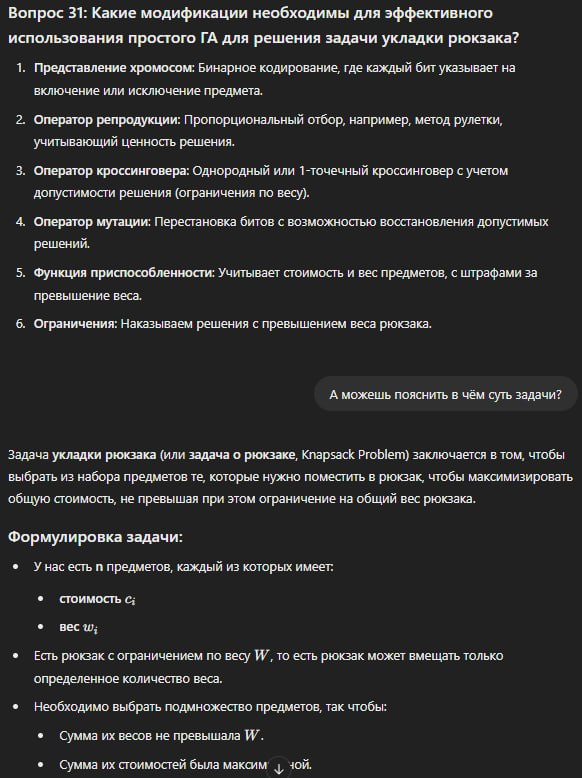 Вопрос 31: Какие модификации необходимы для эффективного
использования простого ГА для решения задачи укладки рюкзака?
1. Представление хромосом: Бинарное кодирование, где каждый бит указывает на
включение или исключение предмета.
2. Оператор репродукции: Пропорциональный отбор, например, метод рулетки,
учитывающий ценность решения.
3. Оператор кроссинговера: Однородный или 1-точечный кроссинговер с учетом
допустимости решения (ограничения по весу).
4. Оператор мутации: Перестановка битов с возможностью восстановления допустимых
решений.
5. Функция приспособленности: Учитывает стоимость и вес предметов, с штрафами за
превышение веса.
6. Ограничения: Наказываем решения с превышением веса рюкзака.
А можешь пояснить в чём суть задачи?
Задача укладки рюкзака (или задача о рюкзаке, Knapsack Problem) заключается в том, чтобы
выбрать из набора предметов те, которые нужно поместить в рюкзак, чтобы максимизировать
общую стоимость, не превышая при этом ограничение на общий вес рюкзака.
Формулировка задачи:
• У нас есть n предметов, каждый из которых имеет:
• стоимость cᵢ
• вес wᵢ
• Есть рюкзак с ограничением по весу W, то есть рюкзак может вмещать только
определенное количество веса.
• Необходимо выбрать подмножество предметов, так чтобы:
• Сумма их весов не превышала W.
• Сумма их стоимостей была